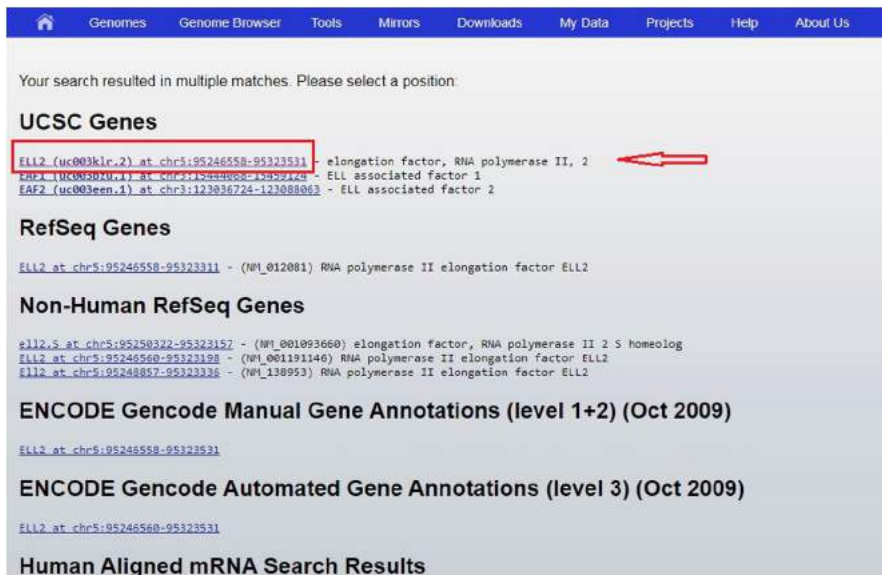 Genomes Genome Browser Tools Mirrors Downloads My Data Projects Help About Us
Your search resulted in multiple matches. Please select a position:
UCSC Genes
ELL2 (uc003klr.2) at chr5:95246558-95323531 - elongation factor, RNA polymerase II, 2
EAF1 (uc003bzu.1) at chr3:15444068-15459124 - ELL associated factor 1
EAF2 (uc003een.1) at chr3:123036724-123088063 - ELL associated factor 2
RefSeq Genes
ELL2 at chr5:95246558-95323311 - (NM_012081) RNA polymerase II elongation factor ELL2
Non-Human RefSeq Genes
ell2.S at chr5:95250322-95323157 - (NM_001093660) elongation factor, RNA polymerase II 2 S homeolog
ELL2 at chr5:95246560-95323198 - (NM_001191146) RNA polymerase II elongation factor ELL2
Ell2 at chr5:95248857-95323336 - (NM_138953) RNA polymerase II elongation factor ELL2
ENCODE Gencode Manual Gene Annotations (level 1+2) (Oct 2009)
ELL2 at chr5:95246558-95323531
ENCODE Gencode Automated Gene Annotations (level 3) (Oct 2009)
ELL2 at chr5:95246560-95323531
Human Aligned mRNA Search Results